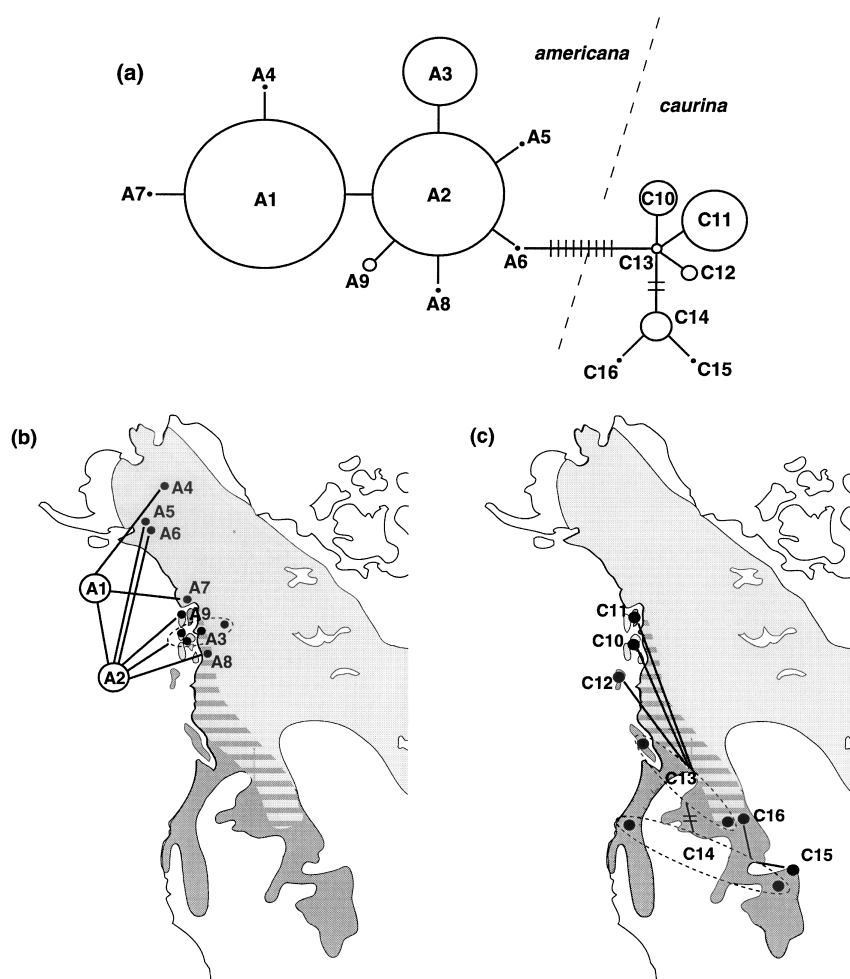 (a)
americana
caurina
A4
A3
A5
A7
A1
A2
C10
C11
A6
C13
C12
A9
A8
C14
C16
C15
(b)
A4
A5
A6
A1
A7
A9
A3
A8
A2
(c)
C11
C10
C12
C13
C16
C14
C15